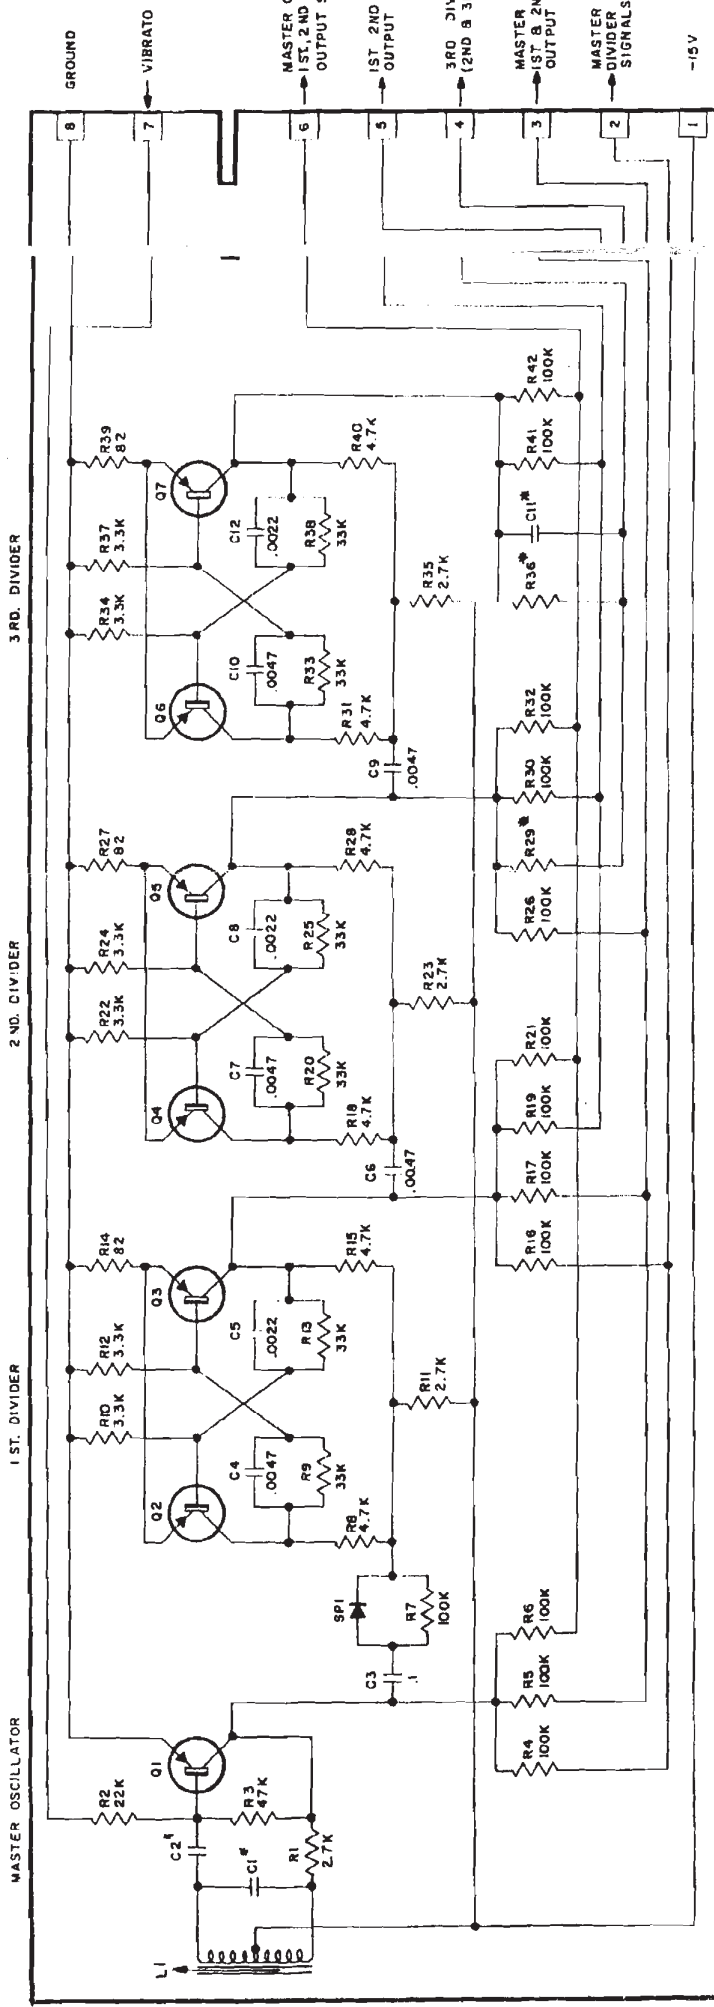 MASTER OSCILLATOR
1 ST. DIVIDER
2 ND. DIVIDER
3 RD. DIVIDER
L1
C2
C1*
R1
2.7K
R2
22K
R3
47K
Q1
C3
.1
SP1
R7
100K
R4
100K
R5
100K
R6
100K
Q2
R8
4.7K
C4
.0047
R9
33K
R10
3.3K
R12
3.3K
R14
82
Q3
C5
.0022
R13
33K
R15
4.7K
R11
2.7K
C6
.0047
R16
100K
R17
100K
R19
100K
R21
100K
Q4
R18
4.7K
C7
.0047
R20
33K
R22
3.3K
R24
3.3K
R27
82
Q5
C8
.0022
R25
33K
R28
4.7K
R23
2.7K
C9
.0047
R26
100K
R29*
R30
100K
R32
100K
Q6
R31
4.7K
C10
.0047
R33
33K
R34
3.3K
R37
3.3K
R39
82
Q7
C12
.0022
R38
33K
R40
4.7K
R35
2.7K
R36*
C11*
R41
100K
R42
100K
8
GROUND
7
VIBRATO
6
MASTER
1ST, 2ND
OUTPUT
5
1ST 2ND
OUTPUT
4
3RD
(2ND & 3
3
MASTER
1ST & 2N
OUTPUT
2
MASTER
DIVIDER
SIGNALS
1
-15V